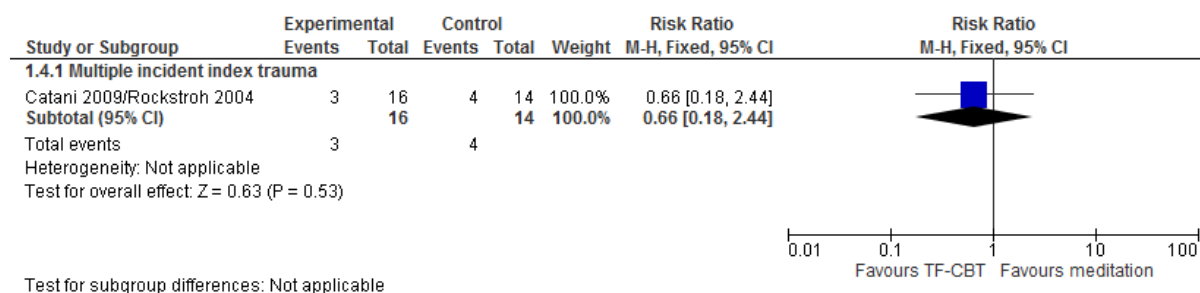 Experimental Control Risk Ratio Risk Ratio
Study or Subgroup Events Total Events Total Weight M-H, Fixed, 95% CI M-H, Fixed, 95% CI
1.4.1 Multiple incident index trauma
Catani 2009/Rockstroh 2004 3 16 4 14 100.0% 0.66 [0.18, 2.44]
Subtotal (95% CI) 16 14 100.0% 0.66 [0.18, 2.44]
Total events 3 4
Heterogeneity: Not applicable
Test for overall effect: Z = 0.63 (P = 0.53)
0.01 0.1 1 10 100
Favours TF-CBT Favours meditation
Test for subgroup differences: Not applicable